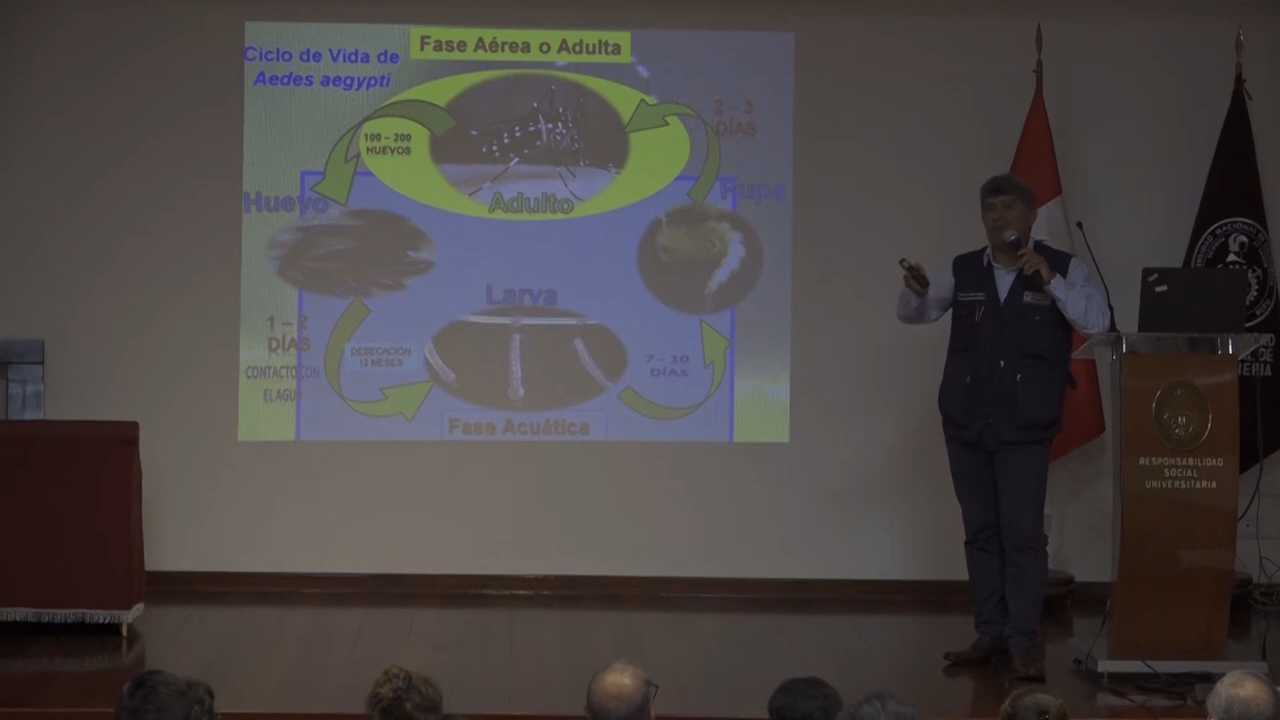 Ciclo de Vida de
Aedes aegypti
Fase Aérea o Adulta
100 – 200
HUEVOS
2 – 3
DÍAS
Huevo
Adulto
Pupa
Larva
1 – 2
DÍAS
CONTACTO CON
EL AGUA
DESECACIÓN
12 MESES
7 - 10
DÍAS
Fase Acuática
RESPONSABILIDAD
SOCIAL
UNIVERSITARIA